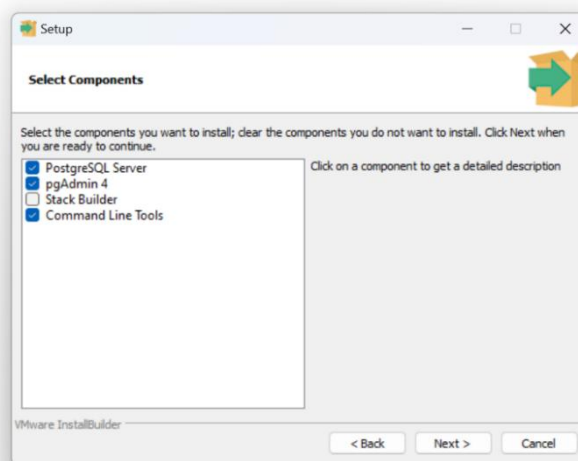 Setup
Select Components
Select the components you want to install; clear the components you do not want to install. Click Next when
you are ready to continue.
PostgreSQL Server
pgAdmin 4
Stack Builder
Command Line Tools
Click on a component to get a detailed description
VMware InstallBuilder
< Back
Next >
Cancel